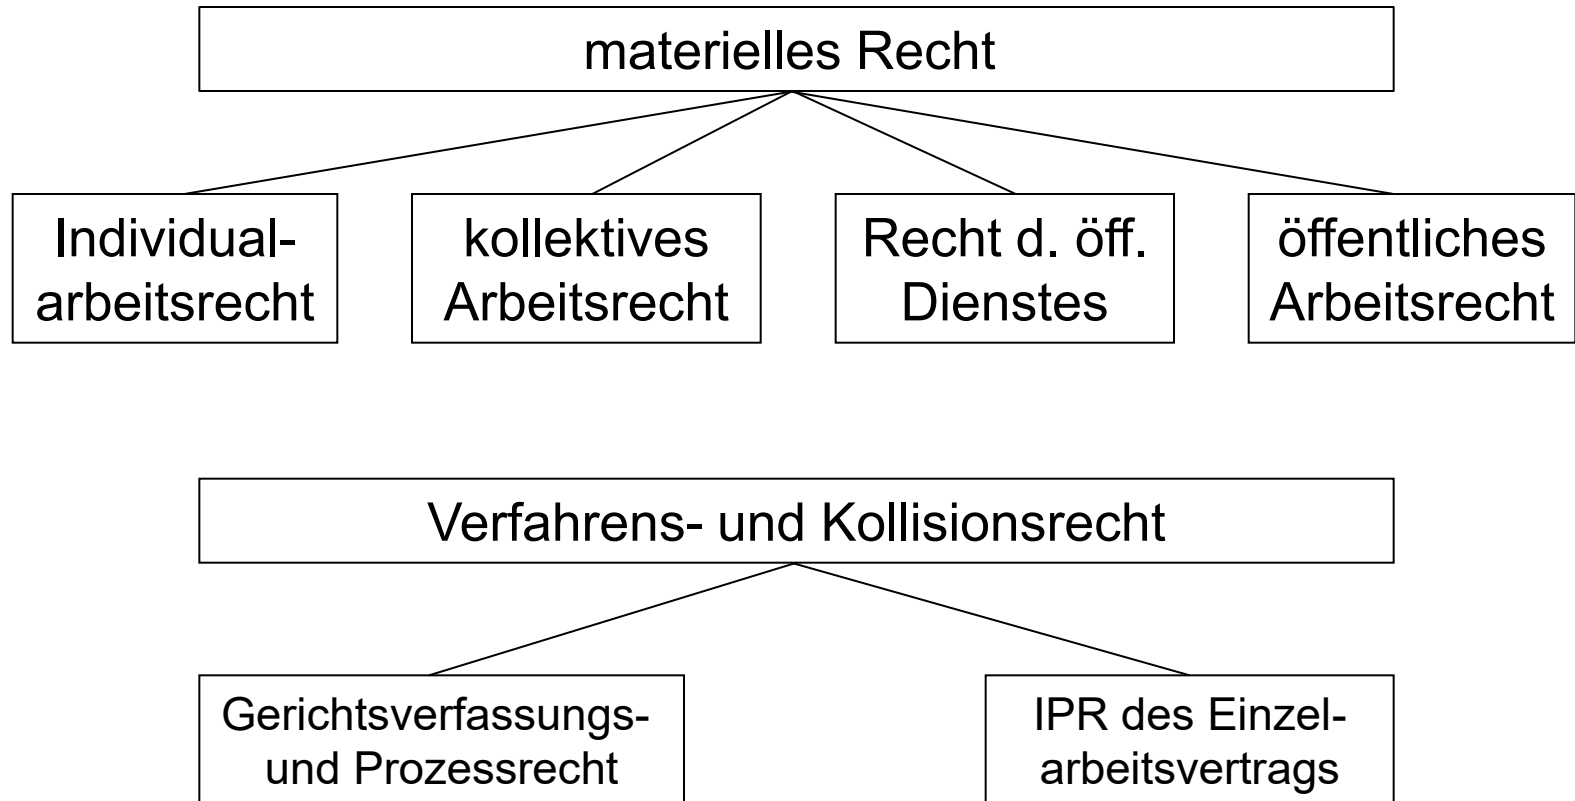 materielles Recht
Individual-
arbeitsrecht
kollektives
Arbeitsrecht
Recht d. öff.
Dienstes
öffentliches
Arbeitsrecht
Verfahrens- und Kollisionsrecht
Gerichtsverfassungs-
und Prozessrecht
IPR des Einzel-
arbeitsvertrags